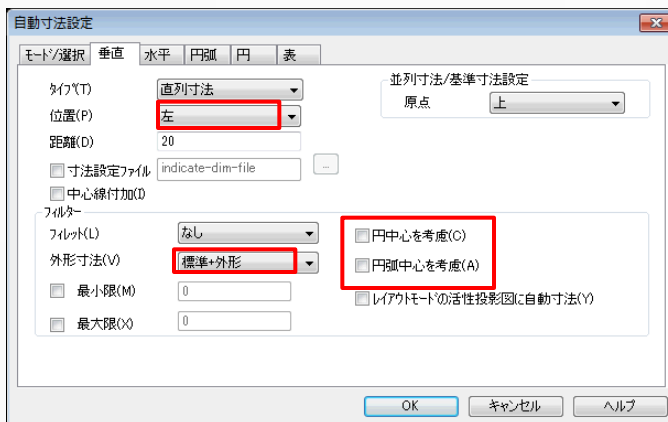 自動寸法設定
モード/選択 垂直 水平 円弧 円 表
タイプ(T) 直列寸法
位置(P) 左
距離(D) 20
寸法設定ファイル indicate-dim-file ...
中心線付加(I)
並列寸法/基準寸法設定
原点 上
フィルター
フィレット(L) なし
外形寸法(V) 標準+外形
最小限(M) 0
最大限(X) 0
円中心を考慮(C)
円弧中心を考慮(A)
レイアウトモードの活性投影図に自動寸法(Y)
OK キャンセル ヘルプ